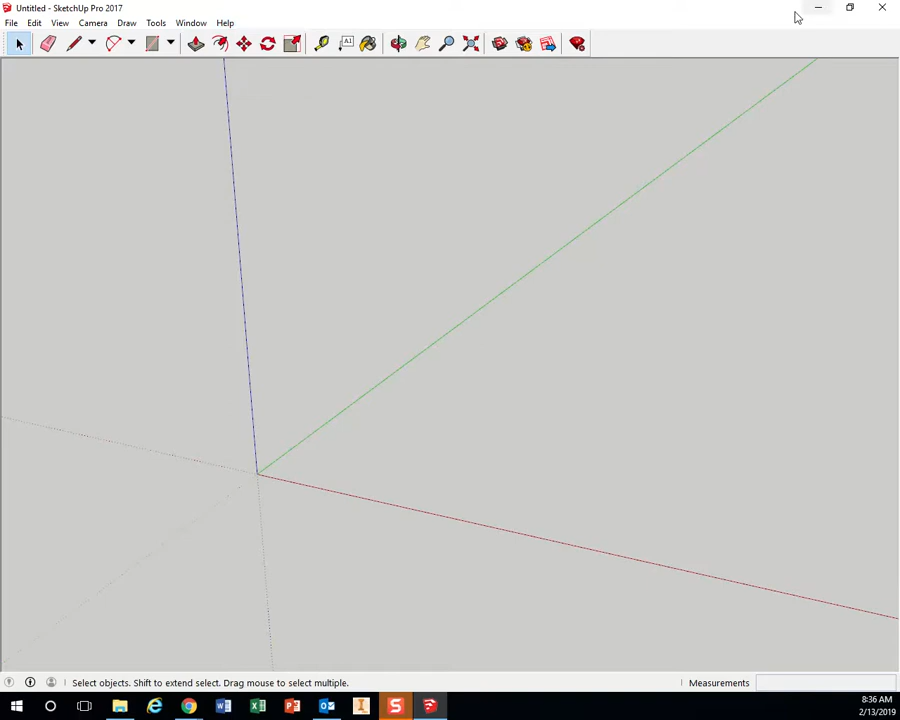 Untitled - SketchUp Pro 2017
File Edit View Camera Draw Tools Window Help
A1
Select objects. Shift to extend select. Drag mouse to select multiple.
Measurements
8:36 AM
2/13/2019